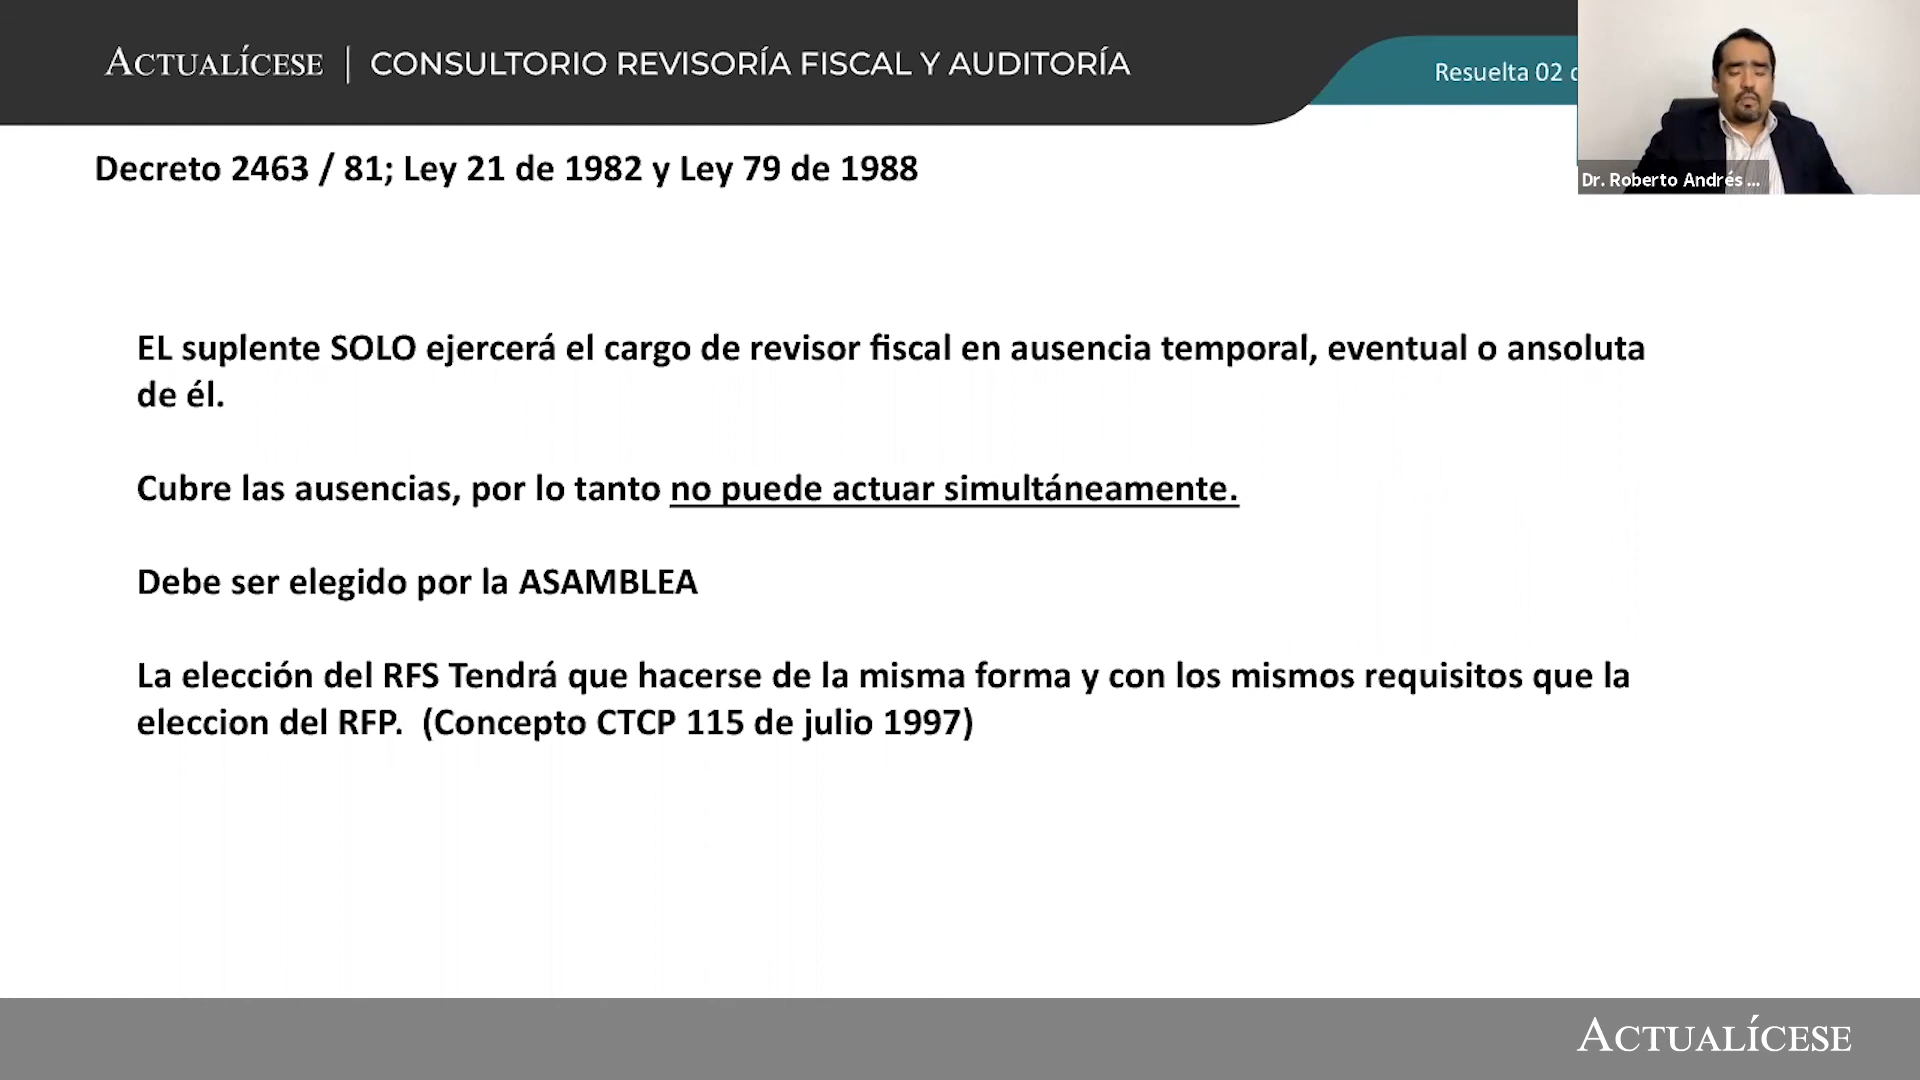 ACTUALÍCESE | CONSULTORIO REVISORÍA FISCAL Y AUDITORÍA
Resuelta 02
Dr. Roberto Andrés ...
Decreto 2463 / 81; Ley 21 de 1982 y Ley 79 de 1988
EL suplente SOLO ejercerá el cargo de revisor fiscal en ausencia temporal, eventual o ansoluta
de él.
Cubre las ausencias, por lo tanto no puede actuar simultáneamente.
Debe ser elegido por la ASAMBLEA
La elección del RFS Tendrá que hacerse de la misma forma y con los mismos requisitos que la
eleccion del RFP.  (Concepto CTCP 115 de julio 1997)
ACTUALÍCESE